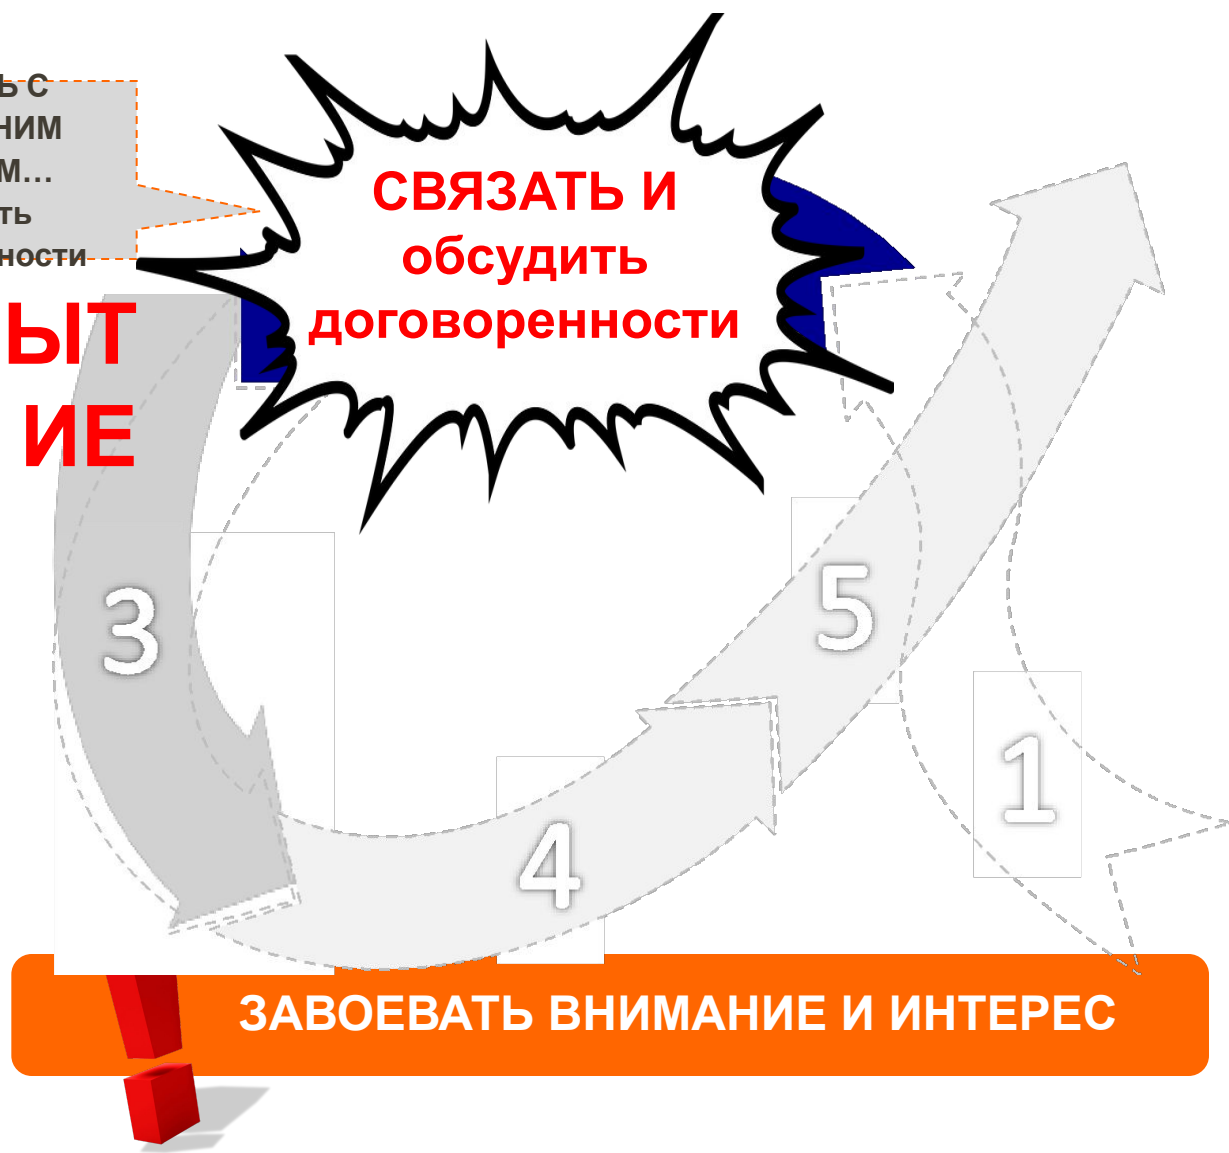 Ь С
НИМ
М...
ть
ности
СВЯЗАТЬ И
обсудить
договоренности
ЫТ
ИЕ
3
5
1
4
ЗАВОЕВАТЬ ВНИМАНИЕ И ИНТЕРЕС